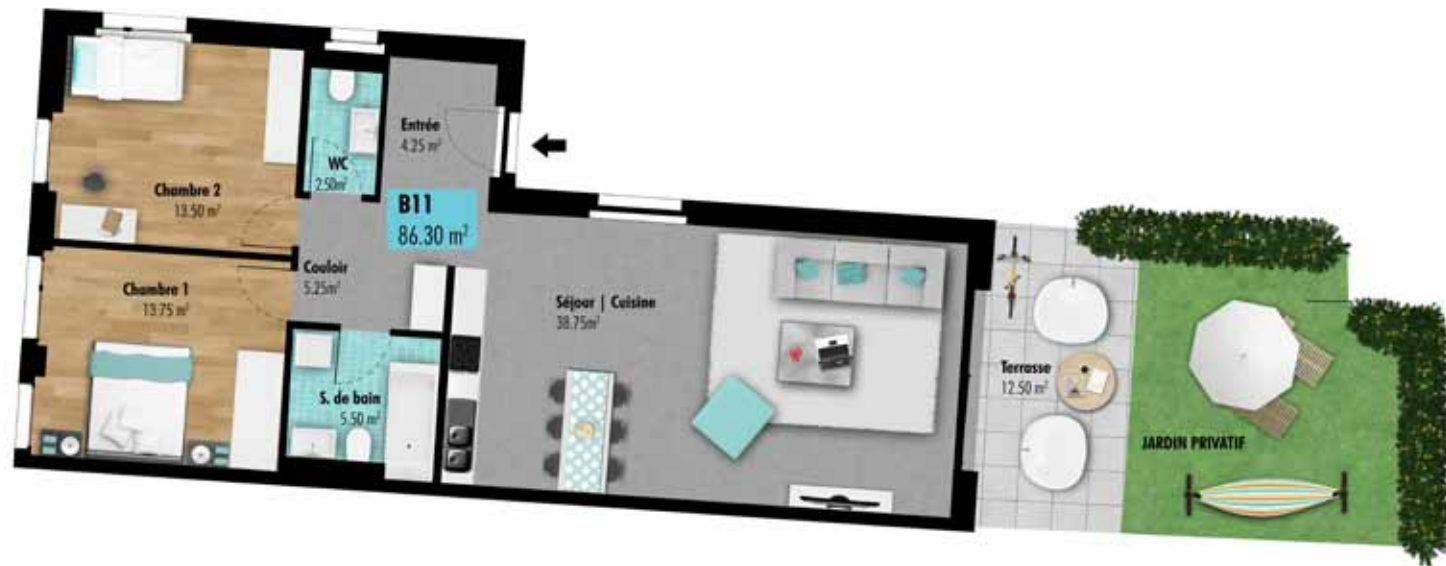 Entrée
4.25 m²
WC
2.50m²
Chambre 2
13.50 m²
B11
86.30 m²
Couloir
5.25m²
Chambre 1
13.75 m²
Séjour | Cuisine
38.75m²
S. de bain
5.50 m²
Terrasse
12.50 m²
JARDIN PRIVATIF